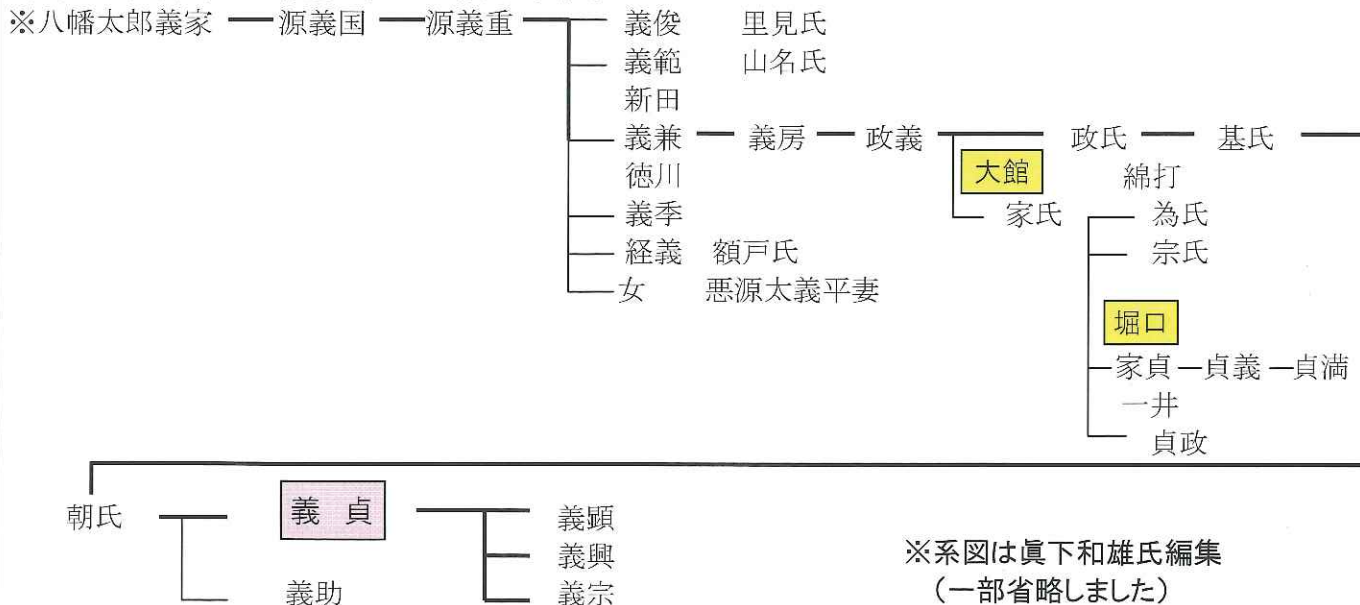 ※八幡太郎義家 源義国 源義重 義俊 里見氏
義範 山名氏
新田
義兼 義房 政義 政氏 基氏
徳川 大館 綿打
義季 家氏 為氏
経義 額戸氏 宗氏
女 悪源太義平妻
堀口
家貞 貞義 貞満
一井
貞政
朝氏 義貞 義顕
義興
義助 義宗
※系図は眞下和雄氏編集
(一部省略しました)